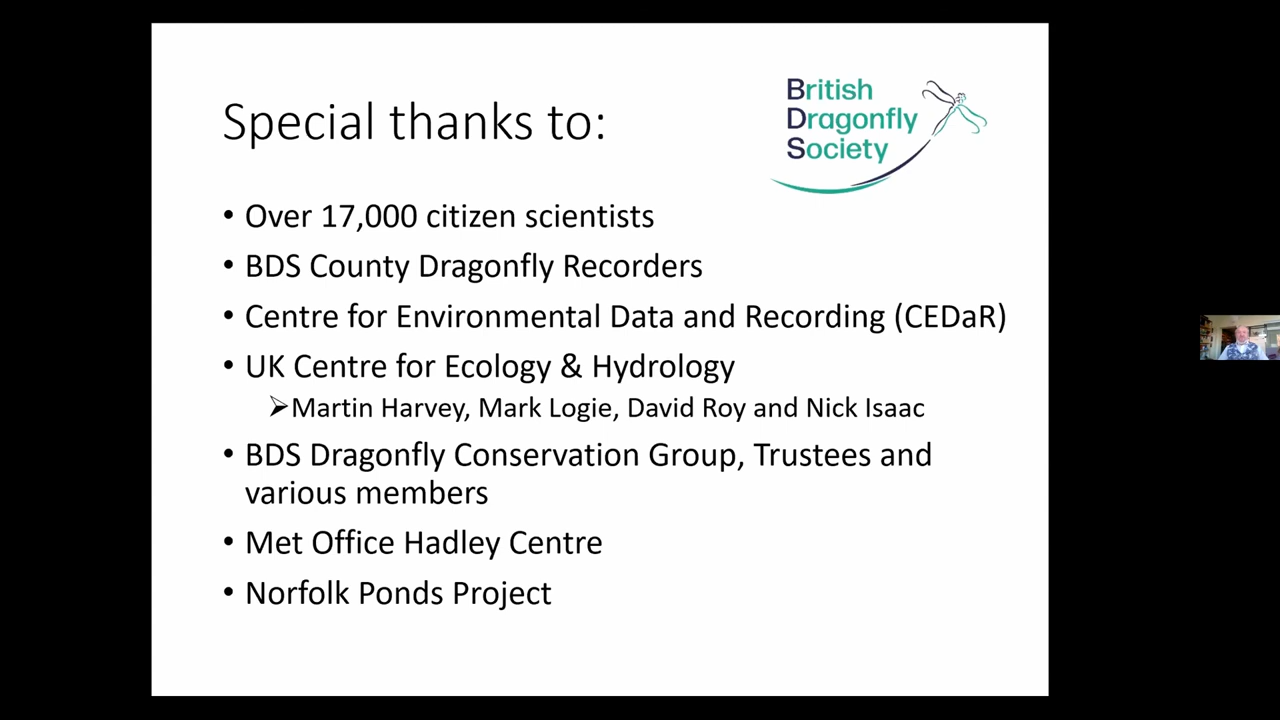 British
Dragonfly
Society
Special thanks to:
• Over 17,000 citizen scientists
• BDS County Dragonfly Recorders
• Centre for Environmental Data and Recording (CEDaR)
• UK Centre for Ecology & Hydrology
➢Martin Harvey, Mark Logie, David Roy and Nick Isaac
• BDS Dragonfly Conservation Group, Trustees and
various members
• Met Office Hadley Centre
• Norfolk Ponds Project